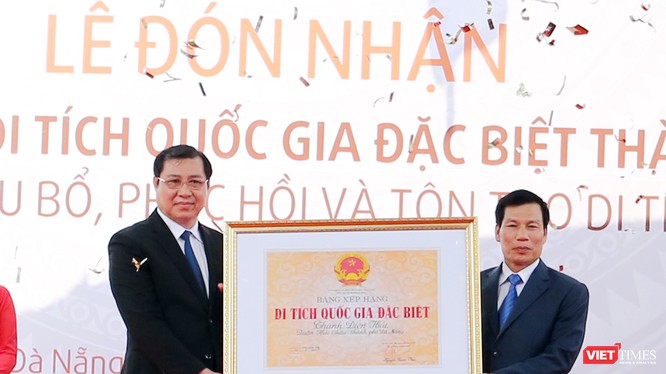 LỄ ĐÓN NHẬN
DI TÍCH QUỐC GIA ĐẶC BIỆT THÀ
U BỔ, PHỤC HỒI VÀ TÔN TẠO DI T
BẰNG XẾP HẠNG
DI TÍCH QUỐC GIA ĐẶC BIỆT
Thành Điện Hải
Đà Nẵng
VIETTIMES